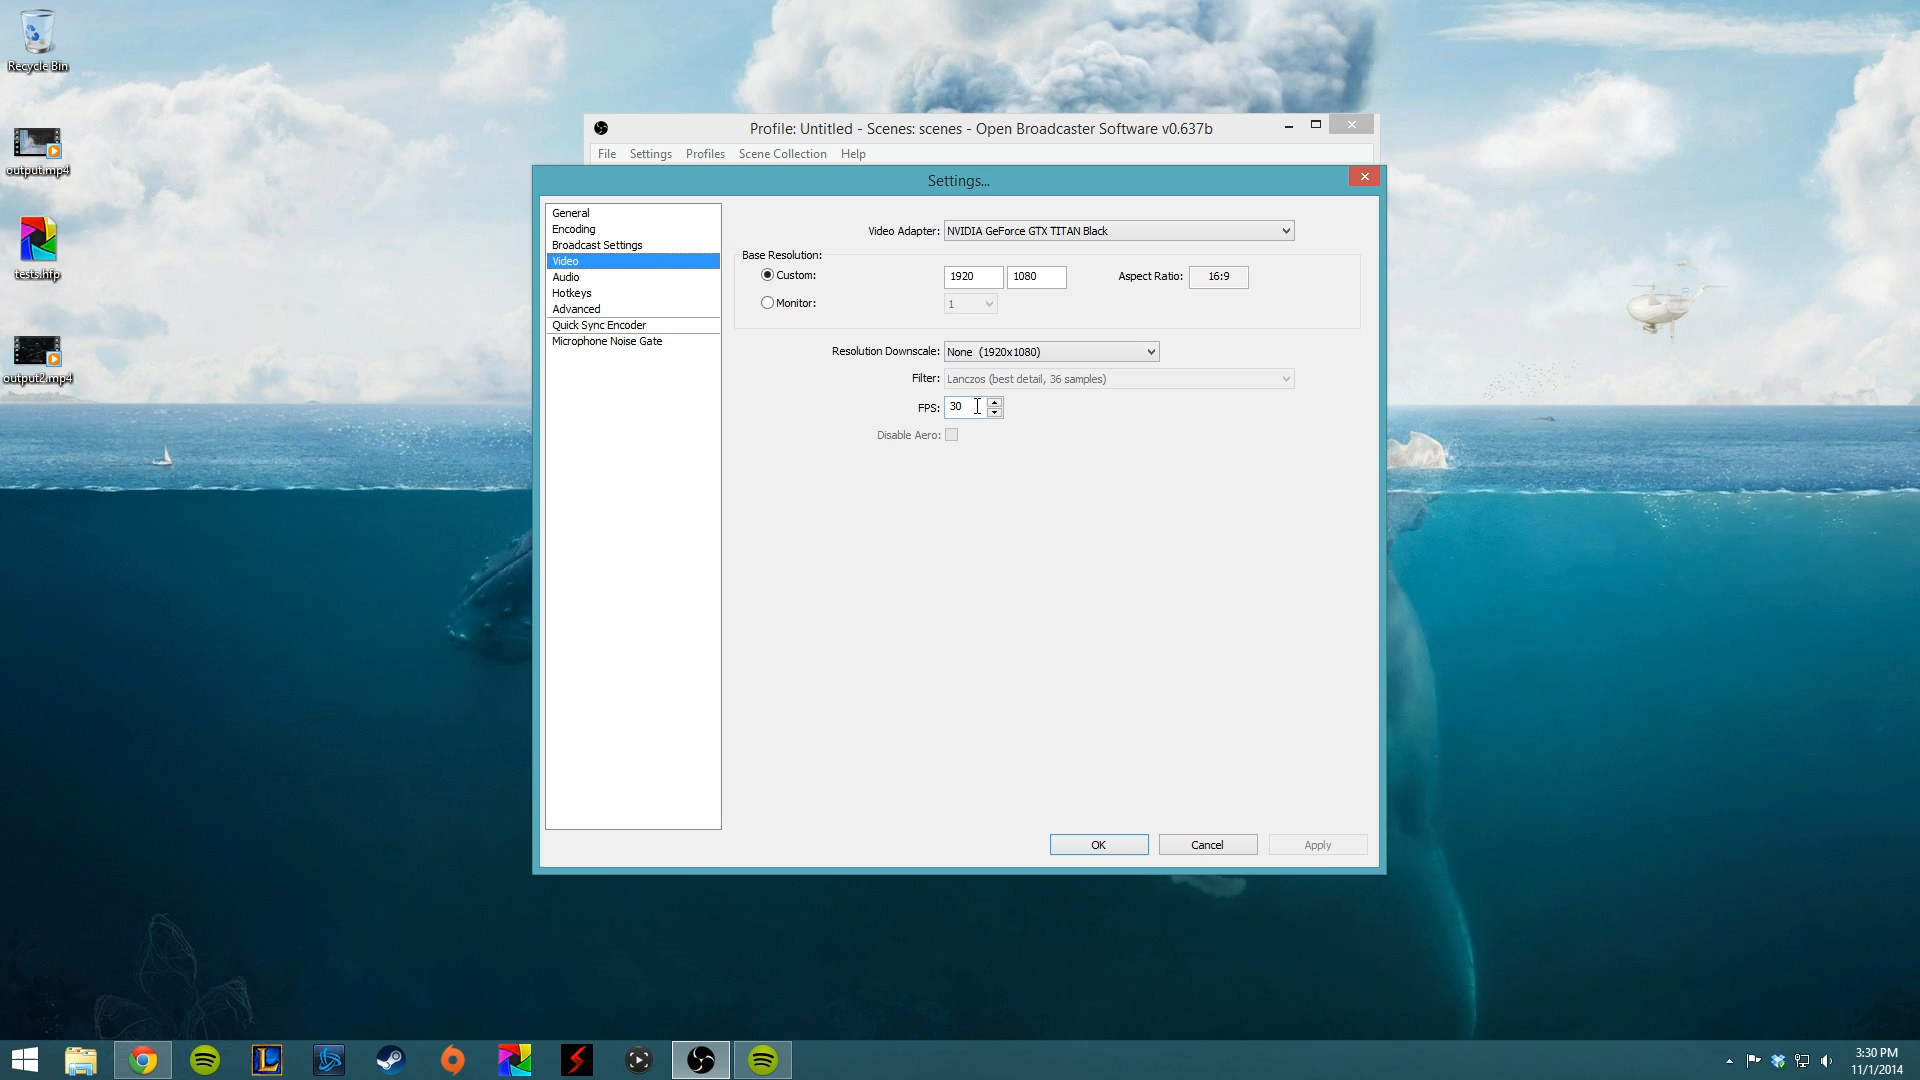 Recycle Bin
output.mp4
tests.hfp
output2.mp4
Profile: Untitled - Scenes: scenes - Open Broadcaster Software v0.637b
File Settings Profiles Scene Collection Help
Settings...
General
Encoding
Broadcast Settings
Video
Audio
Hotkeys
Advanced
Quick Sync Encoder
Microphone Noise Gate
Video Adapter: NVIDIA GeForce GTX TITAN Black
Base Resolution:
Custom: 1920 1080 Aspect Ratio: 16:9
Monitor: 1
Resolution Downscale: None (1920x1080)
Filter: Lanczos (best detail, 36 samples)
FPS: 30
Disable Aero:
OK Cancel Apply
L
3:30 PM
11/1/2014